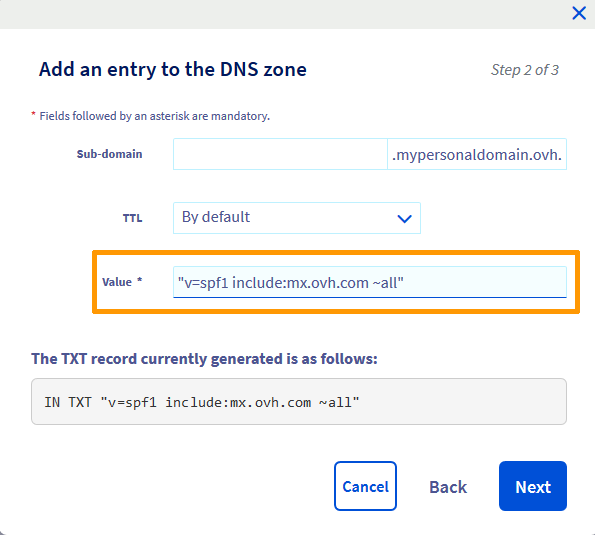 Add an entry to the DNS zone
Step 2 of 3
* Fields followed by an asterisk are mandatory.
Sub-domain
.mypersonaldomain.ovh.
TTL
By default
Value *
"v=spf1 include:mx.ovh.com ~all"
The TXT record currently generated is as follows:
IN TXT "v=spf1 include:mx.ovh.com ~all"
Cancel
Back
Next